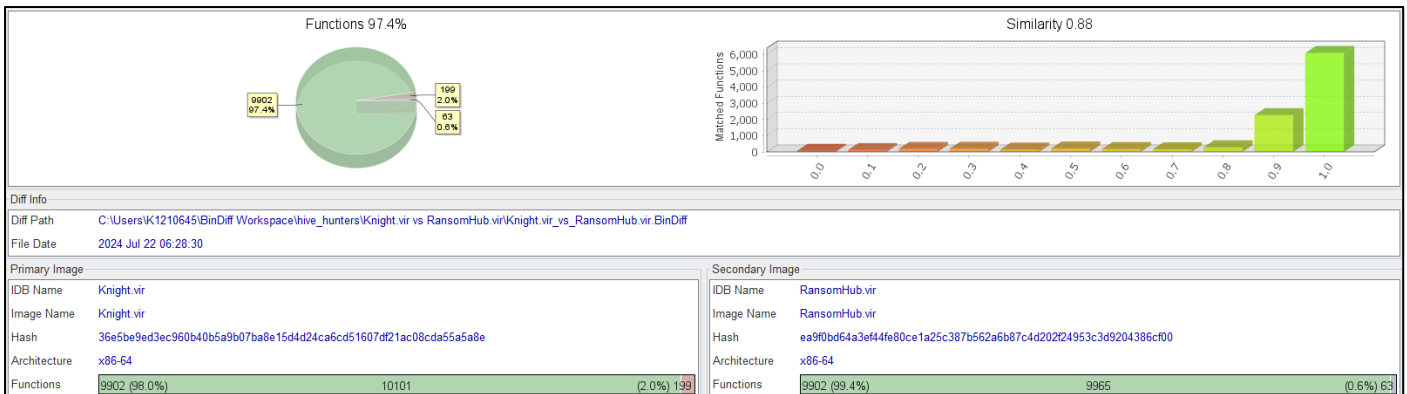 Functions 97.4%
9902
97.4%
199
2.0%
63
0.6%
Similarity 0.88
Matched Functions
6,000
5,000
4,000
3,000
2,000
1,000
0
0.0 0.1 0.2 0.3 0.4 0.5 0.6 0.7 0.8 0.9 1.0
Diff Info
Diff Path C:\Users\K1210645\BinDiff Workspace\hive_hunters\Knight.vir vs RansomHub.vir\Knight.vir_vs_RansomHub.vir.BinDiff
File Date 2024 Jul 22 06:28:30
Primary Image
IDB Name Knight.vir
Image Name Knight.vir
Hash 36e5be9ed3ec960b40b5a9b07ba8e15d4d24ca6cd51607df21ac08cda55a5a8e
Architecture x86-64
Functions 9902 (98.0%) 10101 (2.0%) 199
Secondary Image
IDB Name RansomHub.vir
Image Name RansomHub.vir
Hash ea9f0bd64a3ef44fe80ce1a25c387b562a6b87c4d202f24953c3d9204386cf00
Architecture x86-64
Functions 9902 (99.4%) 9965 (0.6%) 63